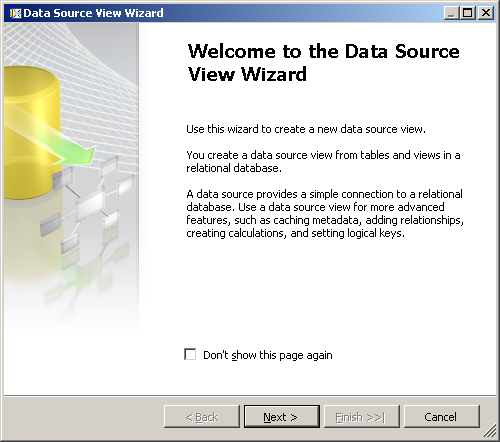 Data Source View Wizard
Welcome to the Data Source
View Wizard
Use this wizard to create a new data source view.
You create a data source view from tables and views in a
relational database.
A data source provides a simple connection to a relational
database. Use a data source view for more advanced
features, such as caching metadata, adding relationships,
creating calculations, and setting logical keys.
Don't show this page again
< Back
Next >
Finish >>|
Cancel